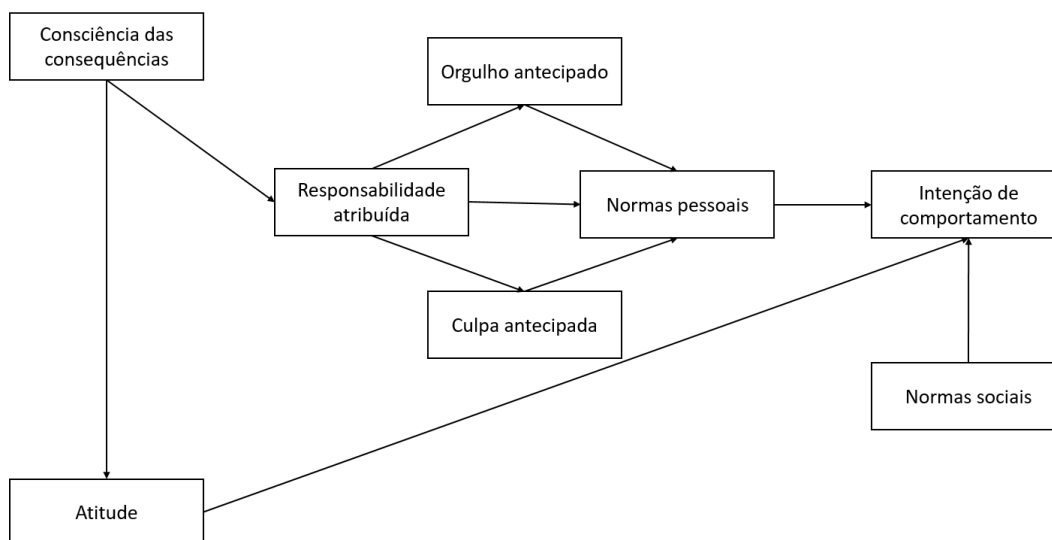 Consciência das
consequências
Orgulho antecipado
Responsabilidade
atribuída
Normas pessoais
Intenção de
comportamento
Culpa antecipada
Normas sociais
Atitude